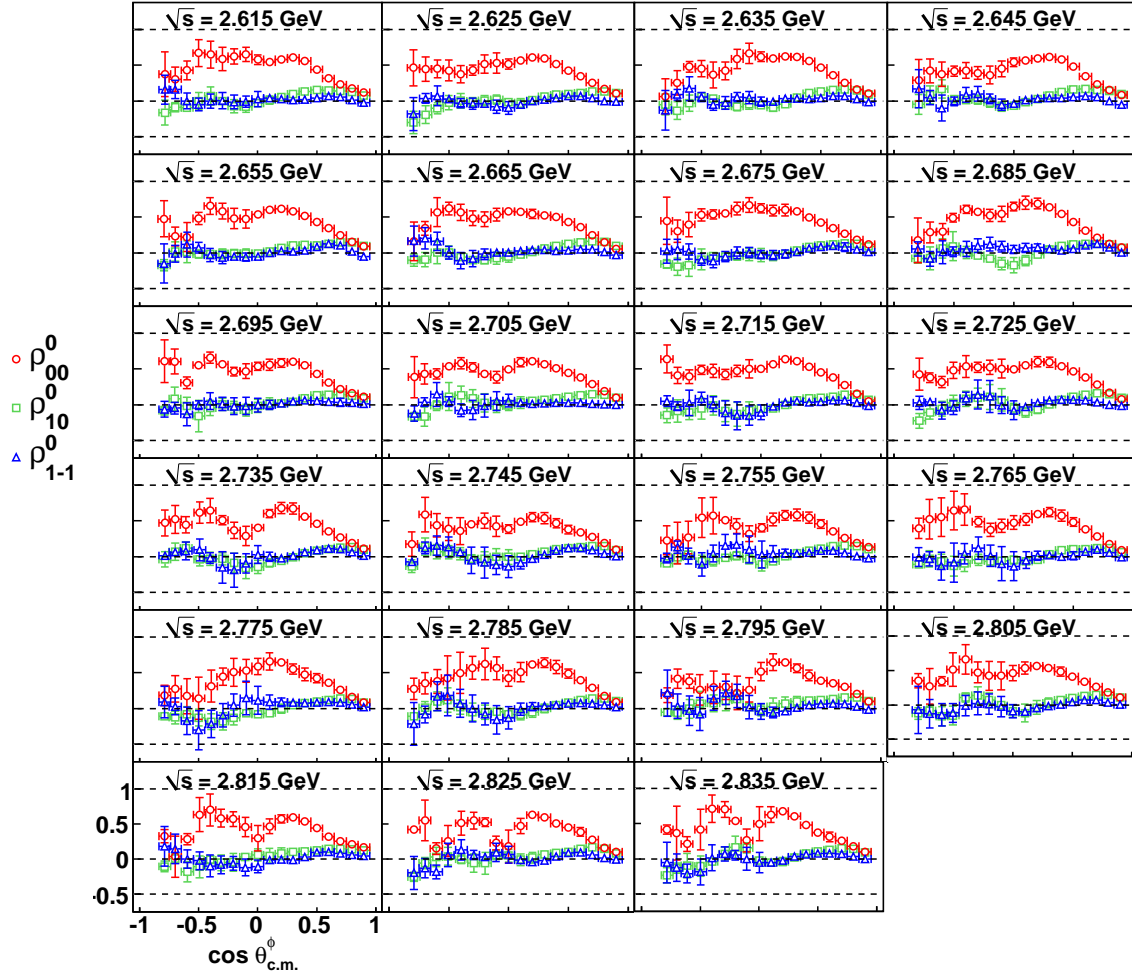 √s = 2.615 GeV √s = 2.625 GeV √s = 2.635 GeV √s = 2.645 GeV
√s = 2.655 GeV √s = 2.665 GeV √s = 2.675 GeV √s = 2.685 GeV
√s = 2.695 GeV √s = 2.705 GeV √s = 2.715 GeV √s = 2.725 GeV
ρ⁰₀₀
ρ⁰₁₀
ρ⁰₁₋₁
√s = 2.735 GeV √s = 2.745 GeV √s = 2.755 GeV √s = 2.765 GeV
√s = 2.775 GeV √s = 2.785 GeV √s = 2.795 GeV √s = 2.805 GeV
√s = 2.815 GeV √s = 2.825 GeV √s = 2.835 GeV
1
0.5
0
-0.5
-1 -0.5 0 0.5 1
cos θ^ϕ_c.m.